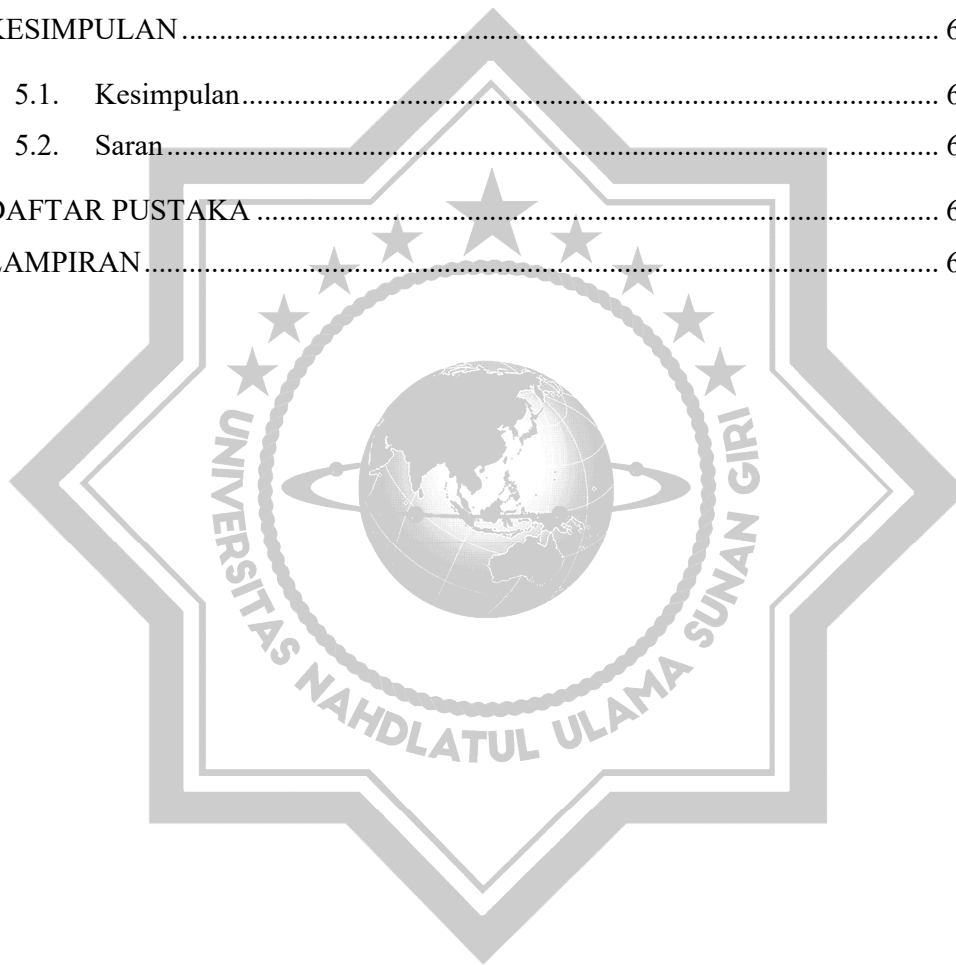 KESIMPULAN........................................................................................................ 6
5.1. Kesimpulan................................................................................................ 6
5.2. Saran.......................................................................................................... 6
DAFTAR PUSTAKA .............................................................................................. 6
LAMPIRAN............................................................................................................. 6
UNIVERSITAS NAHDLATUL ULAMA SUNAN GIRI